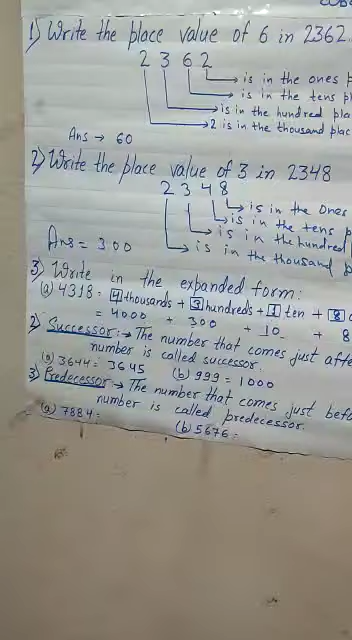 1) Write the place value of 6 in 2362.
2 3 6 2
→ is in the ones
→ is in the tens
→ is in the hundred
→ 2 is in the thousand place
Ans → 60
2) Write the place value of 3 in 2348
2 3 4 8
→ is in the ones
→ is in the tens
→ is in the hundred
→ is in the thousand
Ans = 300
3) Write in the expanded form:
(a) 4318 = 4 thousands + 3 hundreds + 1 ten + 8
= 4000 + 300 + 10 + 8
2) Successor:→ The number that comes just
number is called successor.
(a) 3644 = 3645 (b) 999 = 1000
3) Predecessor:→ The number that comes just
number is called predecessor.
(a) 7884 = (b) 5676 =